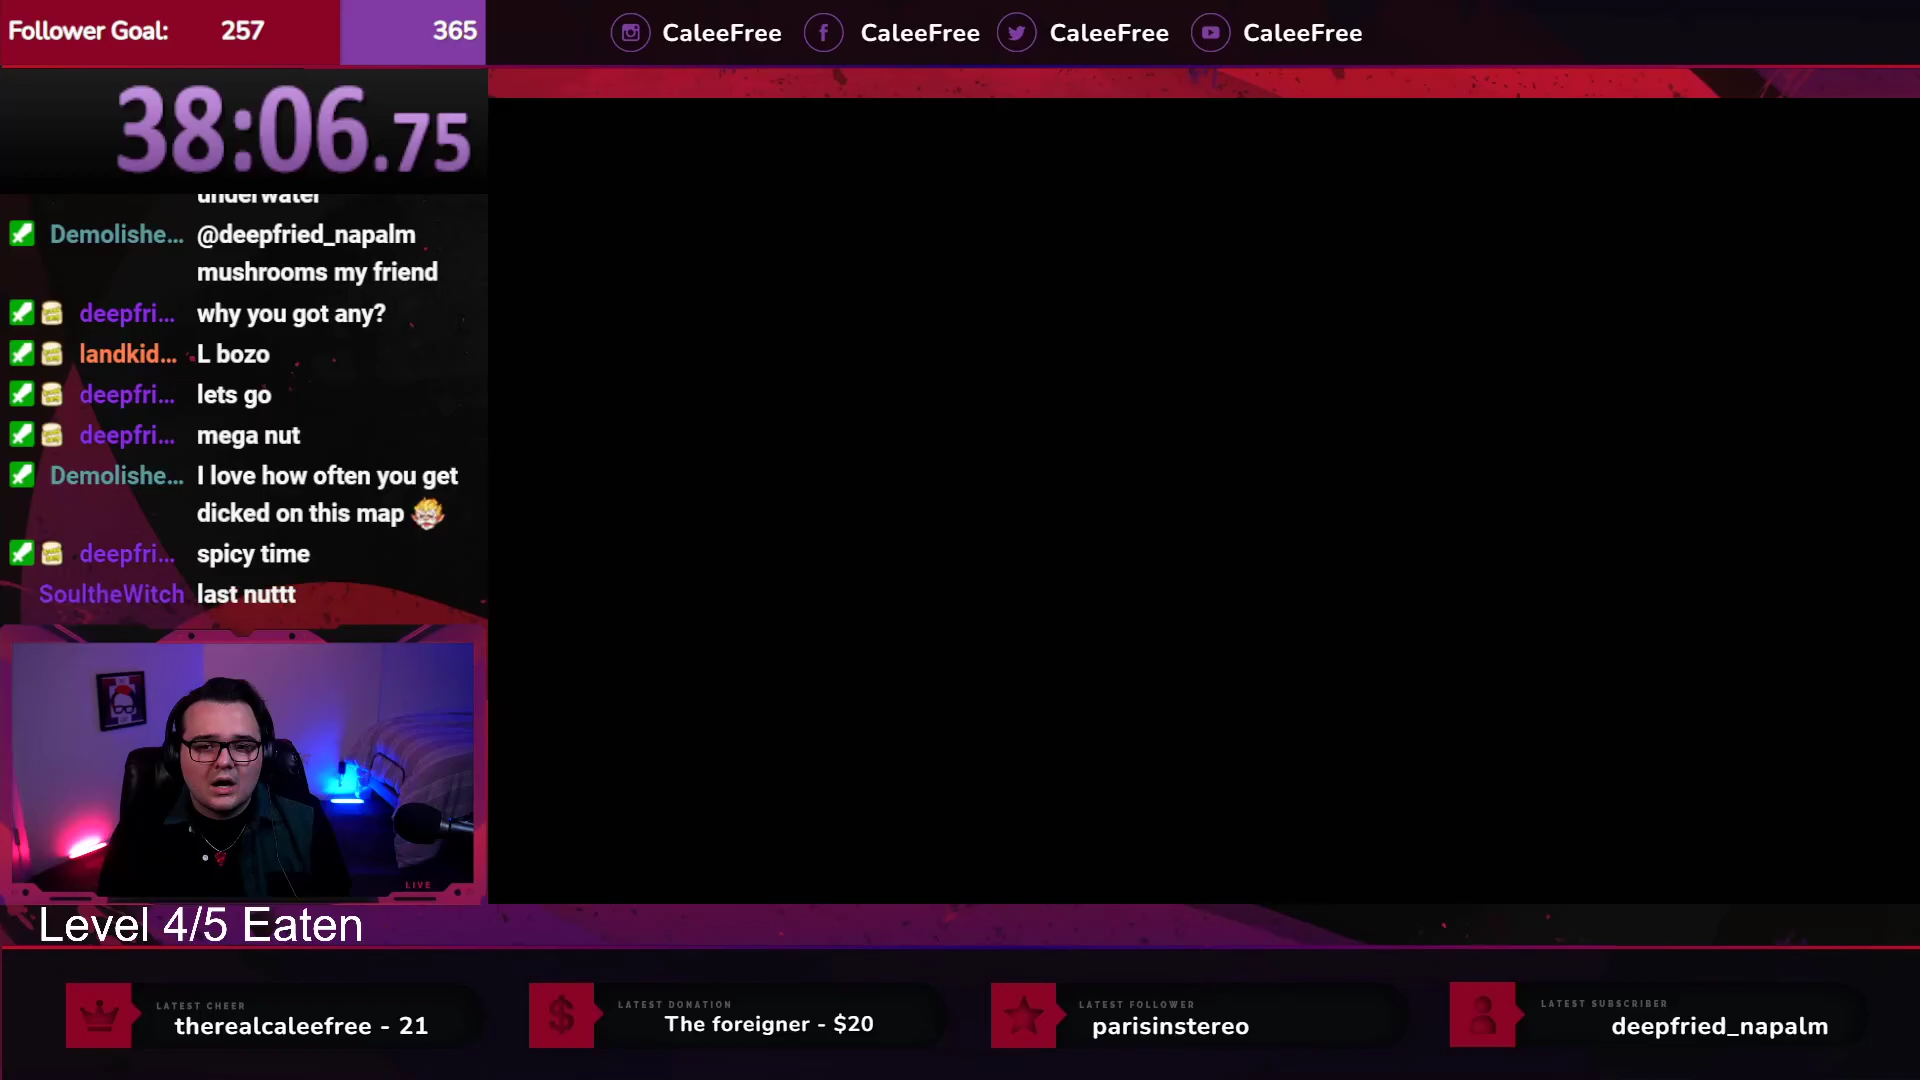 Follower Goal: 257 365
CaleeFree CaleeFree CaleeFree CaleeFree
38:06.75
underwater
Demolishe... @deepfried_napalm
mushrooms my friend
deepfri... why you got any?
landkid... L bozo
deepfri... lets go
deepfri... mega nut
Demolishe... I love how often you get
dicked on this map
deepfri... spicy time
SoultheWitch last nuttt
LIVE
Level 4/5 Eaten
LATEST CHEER
therealcaleefree - 21
LATEST DONATION
The foreigner - $20
LATEST FOLLOWER
parisinstereo
LATEST SUBSCRIBER
deepfried_napalm